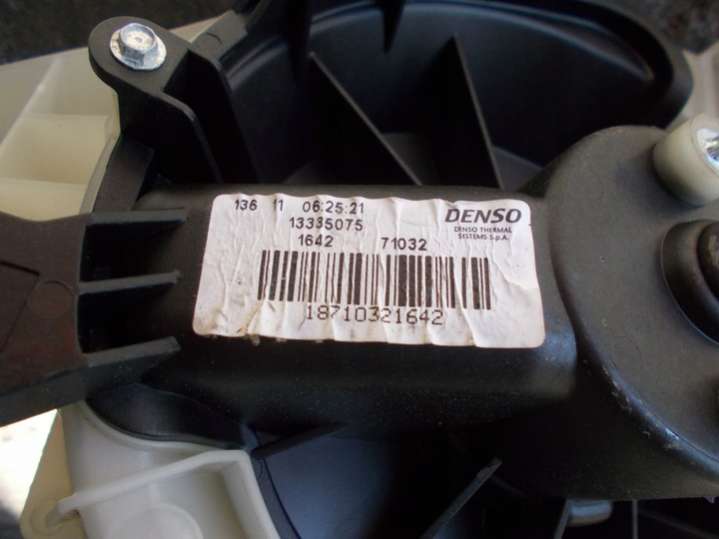 136 11 06:25:21
13335075
1642 71032
DENSO
DENSO THERMAL
SYSTEMS S.p.A.
18710321642